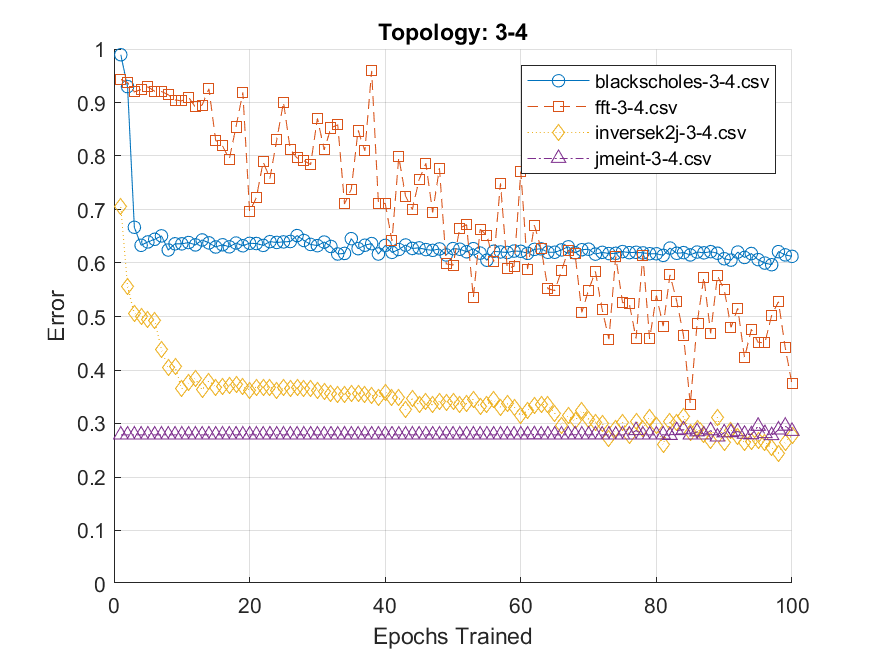 Topology: 3-4
1
0.9
0.8
0.7
0.6
0.5
0.4
0.3
0.2
0.1
0
Error
blackscholes-3-4.csv
fft-3-4.csv
inversek2j-3-4.csv
jmeint-3-4.csv
0 20 40 60 80 100
Epochs Trained